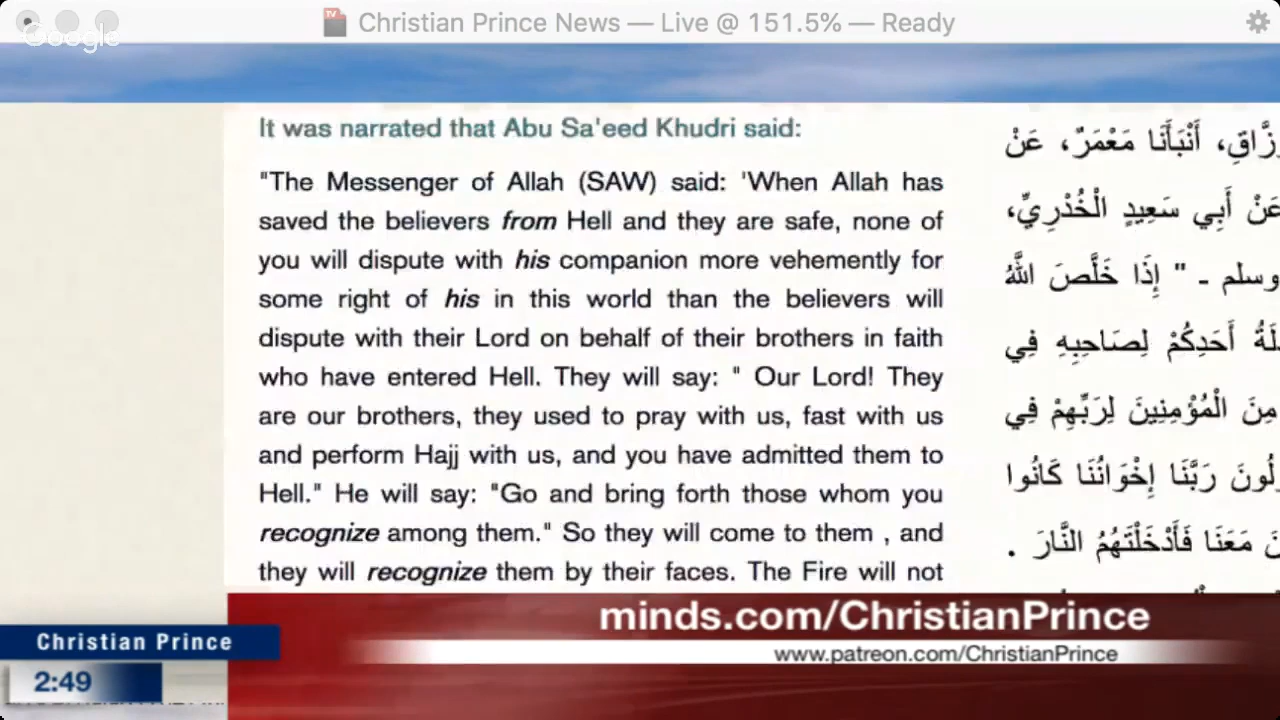 Christian Prince News — Live @ 151.5% — Ready
Google
It was narrated that Abu Sa'eed Khudri said:
"The Messenger of Allah (SAW) said: 'When Allah has
saved the believers from Hell and they are safe, none of
you will dispute with his companion more vehemently for
some right of his in this world than the believers will
dispute with their Lord on behalf of their brothers in faith
who have entered Hell. They will say: " Our Lord! They
are our brothers, they used to pray with us, fast with us
and perform Hajj with us, and you have admitted them to
Hell." He will say: "Go and bring forth those whom you
recognize among them." So they will come to them , and
they will recognize them by their faces. The Fire will not
أَنْبَأَنَا مَعْمَرٌ، عَنْ
عَنْ أَبِي سَعِيدٍ الْخُدْرِيِّ،
وسلم ـ " إِذَا خَلَّصَ اللَّهُ
أَحَدِكُمْ لِصَاحِبِهِ فِي
مِنَ الْمُؤْمِنِينَ لِرَبِّهِمْ فِي
رَبَّنَا إِخْوَانُنَا كَانُوا
مَعَنَا فَأَدْخَلْتَهُمُ النَّارَ .
minds.com/ChristianPrince
www.patreon.com/ChristianPrince
Christian Prince
2:49